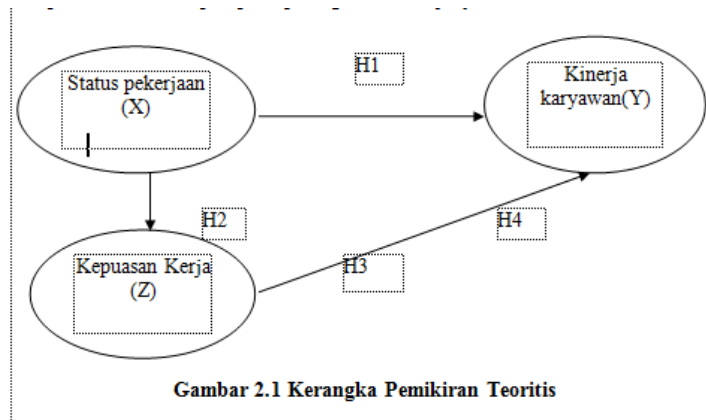 Status pekerjaan
(X)
H1
Kinerja
karyawan(Y)
H2
H4
Kepuasan Kerja
(Z)
H3
Gambar 2.1 Kerangka Pemikiran Teoritis